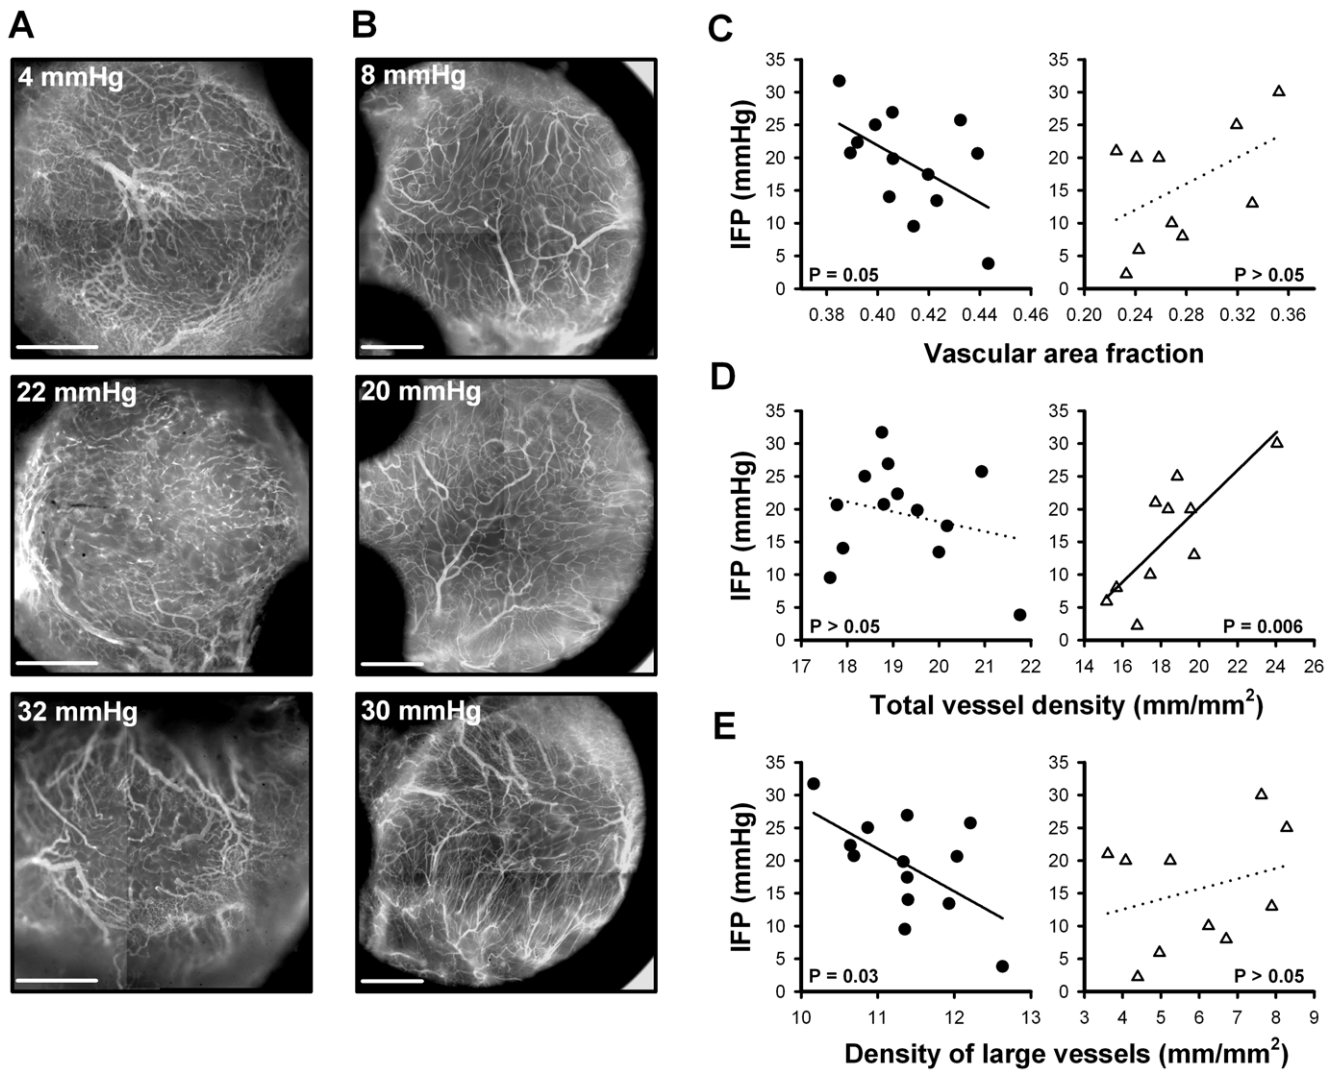 A
B
C
4 mmHg
8 mmHg
22 mmHg
20 mmHg
32 mmHg
30 mmHg
IFP (mmHg)
35
30
25
20
15
10
5
0
P = 0.05
0.38 0.40 0.42 0.44 0.46
35
30
25
20
15
10
5
0
P > 0.05
0.20 0.24 0.28 0.32 0.36
Vascular area fraction
D
IFP (mmHg)
35
30
25
20
15
10
5
0
P > 0.05
17 18 19 20 21 22
35
30
25
20
15
10
5
0
P = 0.006
14 16 18 20 22 24 26
Total vessel density (mm/mm²)
E
IFP (mmHg)
35
30
25
20
15
10
5
0
P = 0.03
10 11 12 13
35
30
25
20
15
10
5
0
P > 0.05
3 4 5 6 7 8 9
Density of large vessels (mm/mm²)